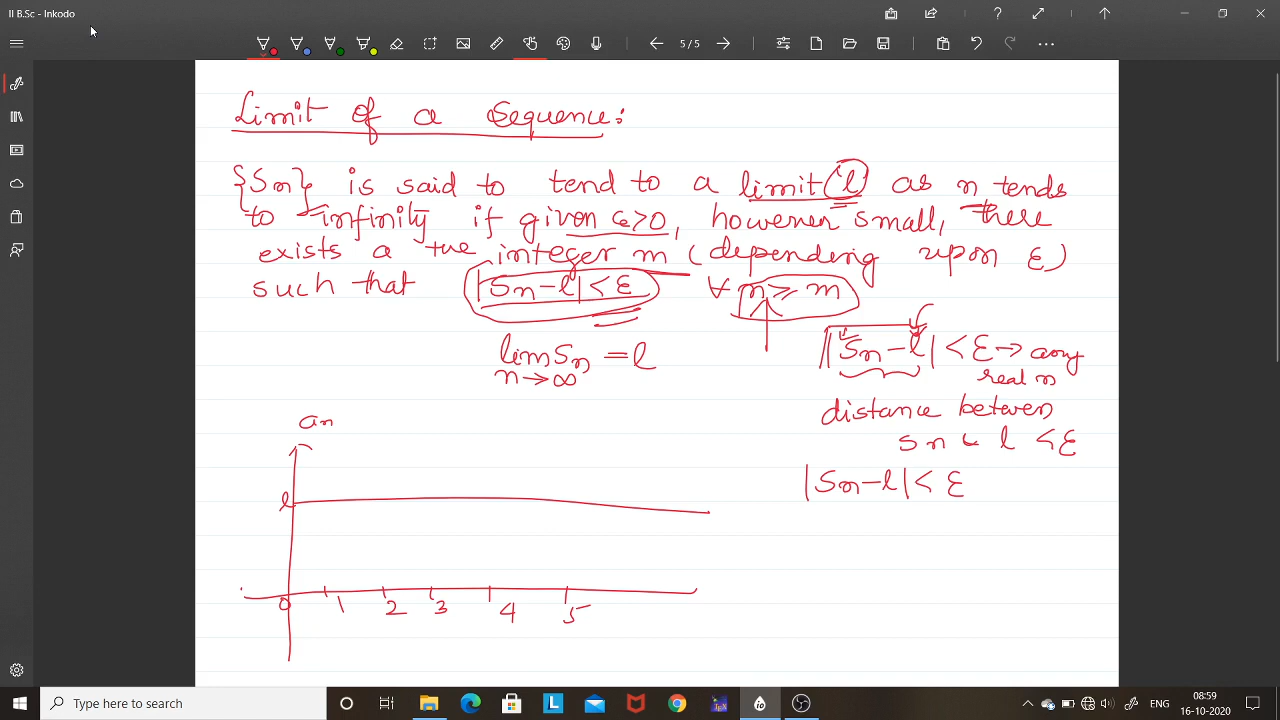 II B.Sc - Inkodo
5/5
Limit of a Sequence:
{Sn} is said to tend to a limit l as n tends
to infinity if given ε>0, however small, there
exists a +ve integer m (depending upon ε)
such that |Sn-l| < ε ∀ n ≥ m
lim Sn = l
n→∞
|Sn-l| < ε → any
real n
distance between
sn & l < ε
|Sn-l| < ε
an
l
0 1 2 3 4 5
Type here to search
08:59
16-10-2020